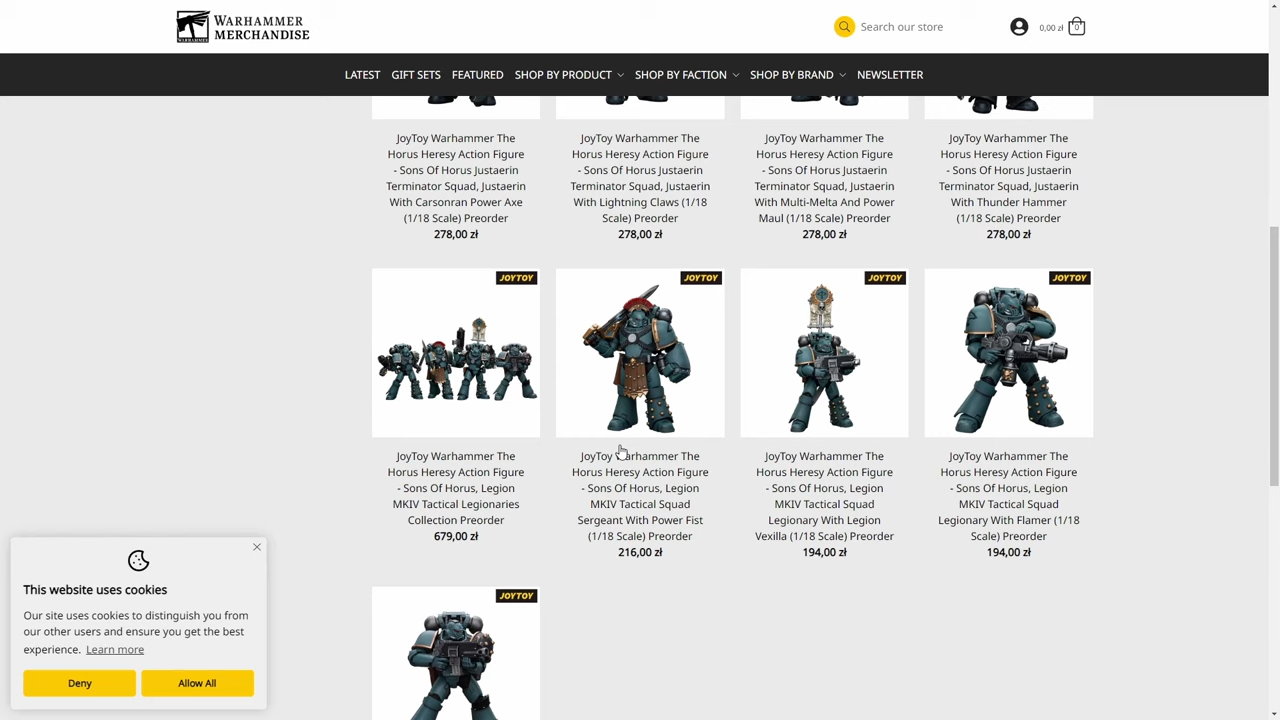 WARHAMMER
MERCHANDISE
Search our store
0,00 zł
0
LATEST
GIFT SETS
FEATURED
SHOP BY PRODUCT
SHOP BY FACTION
SHOP BY BRAND
NEWSLETTER
JoyToy Warhammer The
Horus Heresy Action Figure
- Sons Of Horus Justaerin
Terminator Squad, Justaerin
With Carsonran Power Axe
(1/18 Scale) Preorder
278,00 zł
JoyToy Warhammer The
Horus Heresy Action Figure
- Sons Of Horus Justaerin
Terminator Squad, Justaerin
With Lightning Claws (1/18
Scale) Preorder
278,00 zł
JoyToy Warhammer The
Horus Heresy Action Figure
- Sons Of Horus Justaerin
Terminator Squad, Justaerin
With Multi-Melta And Power
Maul (1/18 Scale) Preorder
278,00 zł
JoyToy Warhammer The
Horus Heresy Action Figure
- Sons Of Horus Justaerin
Terminator Squad, Justaerin
With Thunder Hammer
(1/18 Scale) Preorder
278,00 zł
JOYTOY
JoyToy Warhammer The
Horus Heresy Action Figure
- Sons Of Horus, Legion
MKIV Tactical Legionaries
Collection Preorder
679,00 zł
JOYTOY
JoyToy Warhammer The
Horus Heresy Action Figure
- Sons Of Horus, Legion
MKIV Tactical Squad
Sergeant With Power Fist
(1/18 Scale) Preorder
216,00 zł
JOYTOY
JoyToy Warhammer The
Horus Heresy Action Figure
- Sons Of Horus, Legion
MKIV Tactical Squad
Legionary With Legion
Vexilla (1/18 Scale) Preorder
194,00 zł
JOYTOY
JoyToy Warhammer The
Horus Heresy Action Figure
- Sons Of Horus, Legion
MKIV Tactical Squad
Legionary With Flamer (1/18
Scale) Preorder
194,00 zł
JOYTOY
This website uses cookies
Our site uses cookies to distinguish you from
our other users and ensure you get the best
experience. Learn more
Deny
Allow All